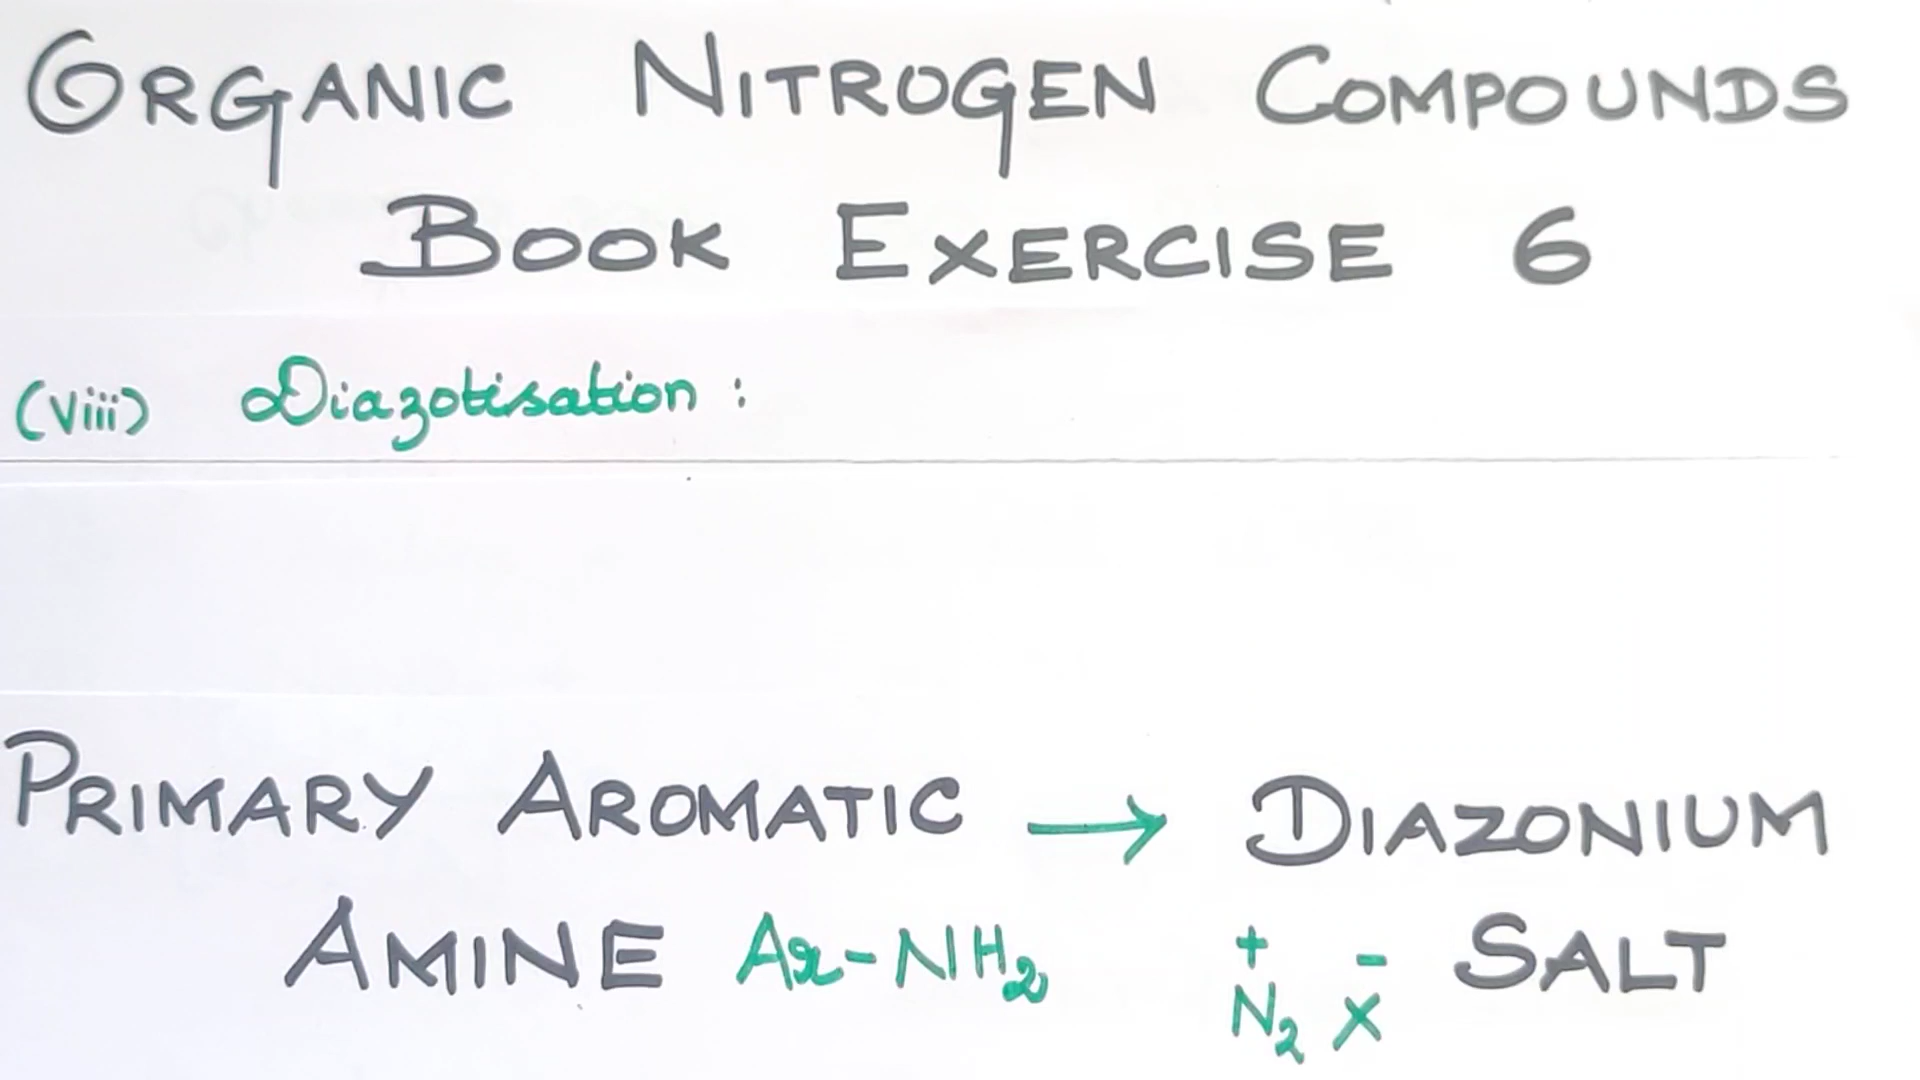 ORGANIC NITROGEN COMPOUNDS
BOOK EXERCISE 6
(viii) Diazotisation :
PRIMARY AROMATIC → DIAZONIUM
AMINE Ar-NH₂ N₂⁺ X⁻ SALT